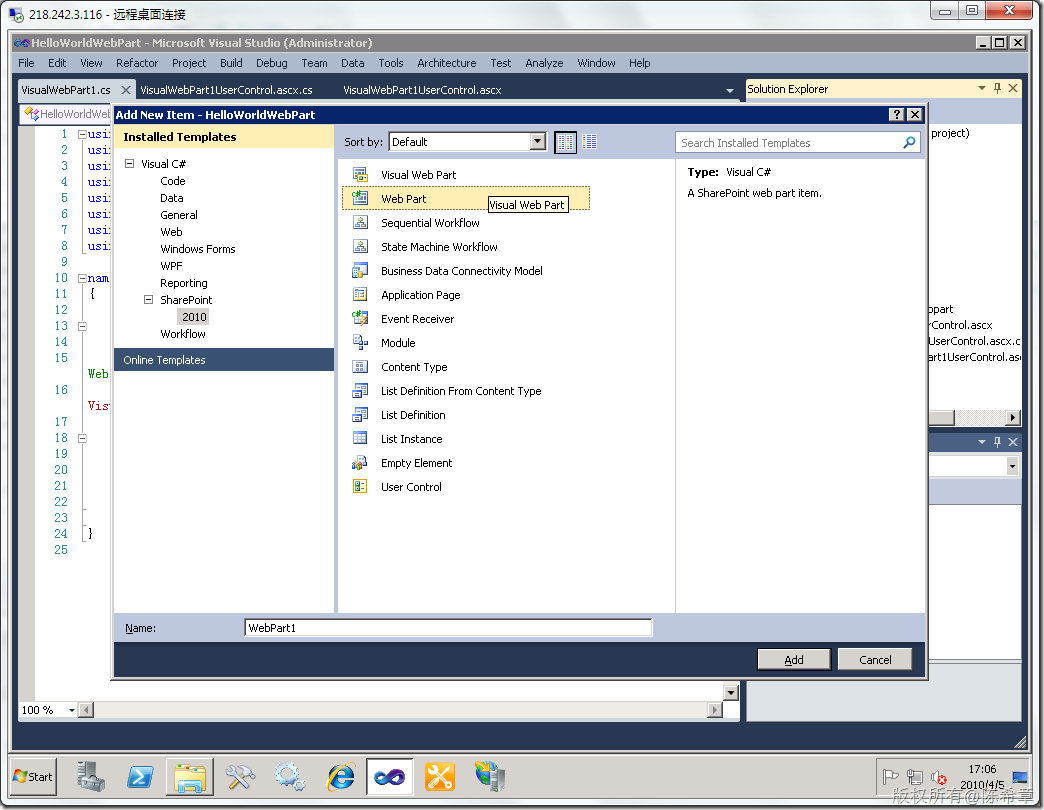 218.242.3.116 - 远程桌面连接
HelloWorldWebPart - Microsoft Visual Studio (Administrator)
File Edit View Refactor Project Build Debug Team Data Tools Architecture Test Analyze Window Help
VisualWebPart1.cs VisualWebPart1UserControl.ascx.cs VisualWebPart1UserControl.ascx
Solution Explorer
HelloWorldWeb
Add New Item - HelloWorldWebPart
Installed Templates
Sort by: Default
Search Installed Templates
Visual C#
Code
Data
General
Web
Windows Forms
WPF
Reporting
SharePoint
2010
Workflow
Online Templates
Visual Web Part
Web Part
Visual Web Part
Sequential Workflow
State Machine Workflow
Business Data Connectivity Model
Application Page
Event Receiver
Module
Content Type
List Definition From Content Type
List Definition
List Instance
Empty Element
User Control
Type: Visual C#
A SharePoint web part item.
Name: WebPart1
Add Cancel
1 usi
2 usi
3 usi
4 usi
5 usi
6 usi
7 usi
8 usi
9
10 nam
11 {
12
13
14
15
Web
16
Vis
17
18
19
20
21
22
23
24 }
25
project)
opart
rControl.ascx
UserControl.ascx.c
art1UserControl.asc
100 %
Start
17:06
2010/4/5
版权所有@陈希章